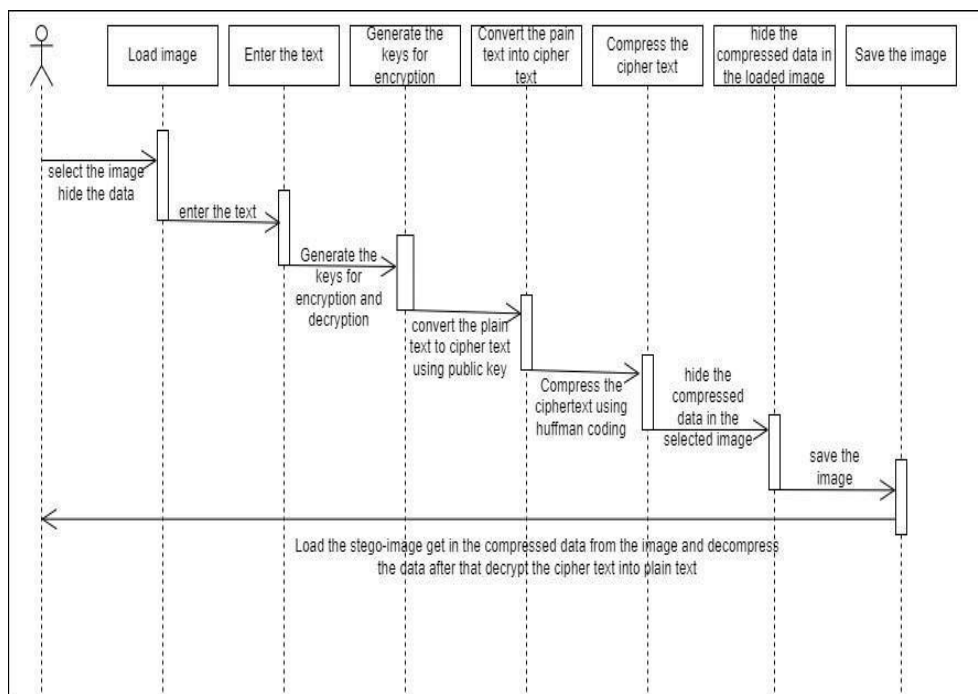 Load image
Enter the text
Generate the
keys for
encryption
Convert the pain
text into cipher
text
Compress the
cipher text
hide the
compressed data in
the loaded image
Save the image
select the image
hide the data
enter the text
Generate the
keys for
encryption and
decryption
convert the plain
text to cipher text
using public key
Compress the
ciphertext using
huffman coding
hide the
compressed
data in the
selected image
save the
image
Load the stego-image get in the compressed data from the image and decompress
the data after that decrypt the cipher text into plain text